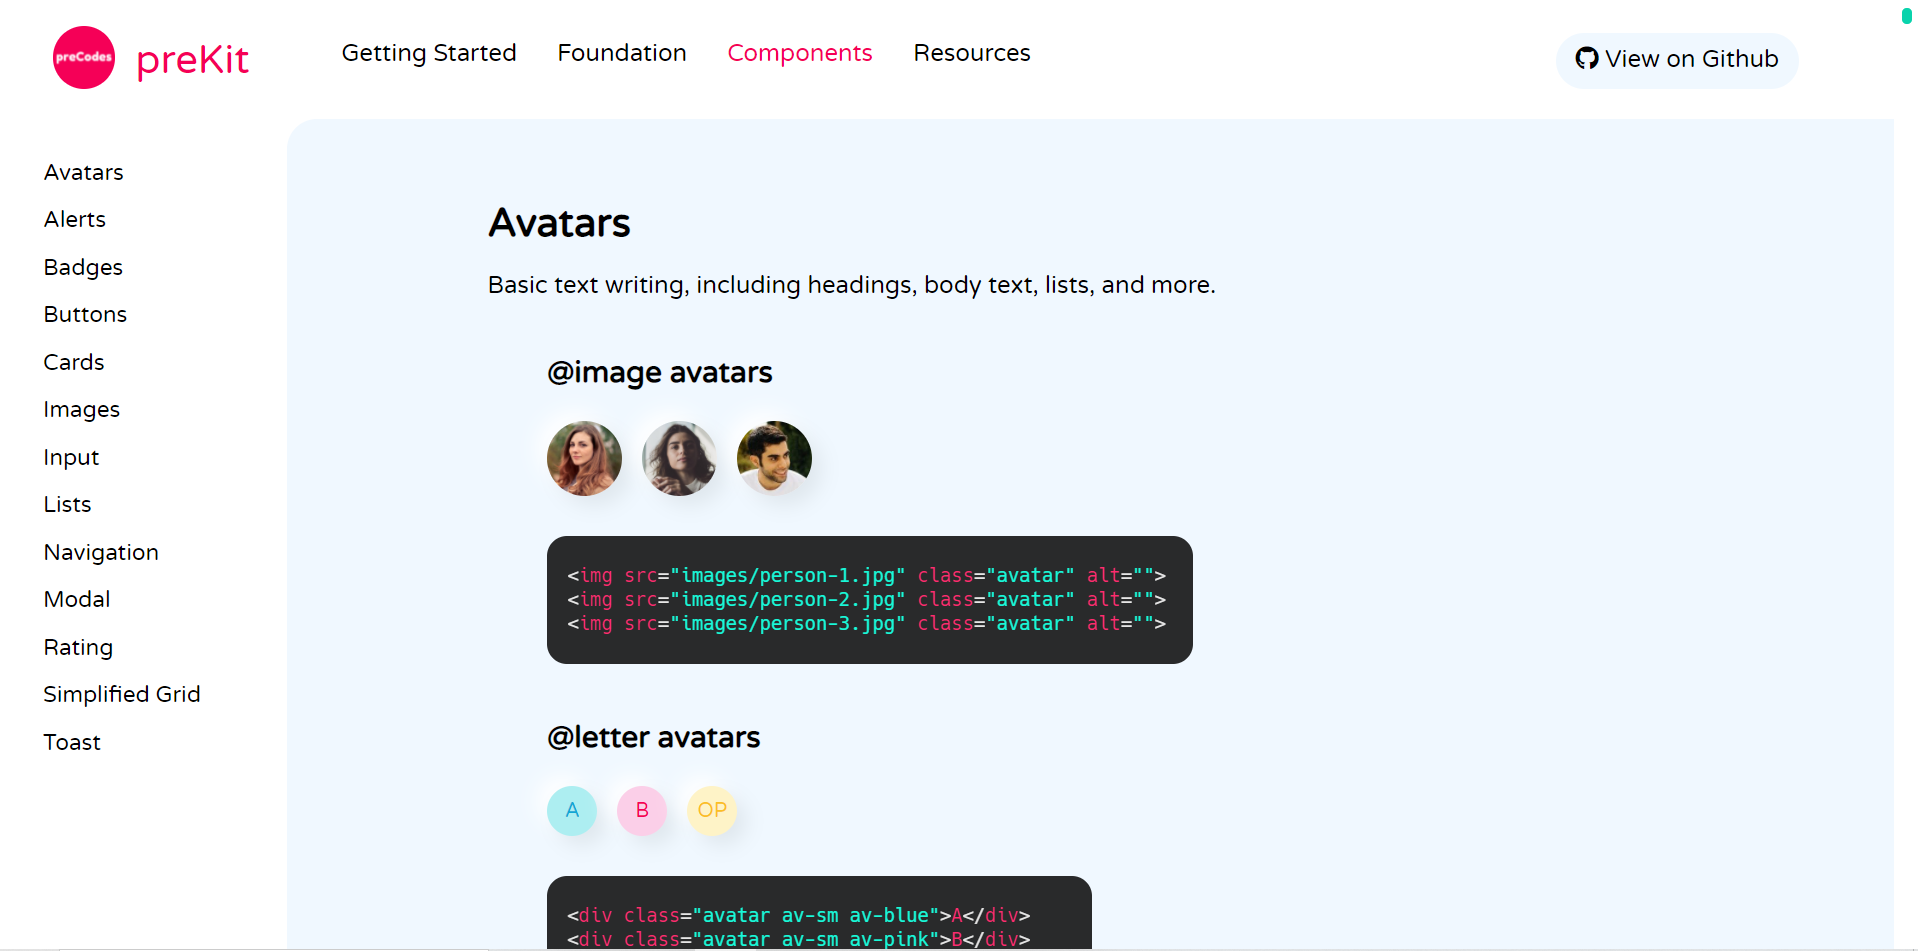 preCodes
preKit
Getting Started
Foundation
Components
Resources
View on Github
Avatars
Alerts
Badges
Buttons
Cards
Images
Input
Lists
Navigation
Modal
Rating
Simplified Grid
Toast
Avatars
Basic text writing, including headings, body text, lists, and more.
@image avatars
<img src="images/person-1.jpg" class="avatar" alt="">
<img src="images/person-2.jpg" class="avatar" alt="">
<img src="images/person-3.jpg" class="avatar" alt="">
@letter avatars
A
B
OP
<div class="avatar av-sm av-blue">A</div>
<div class="avatar av-sm av-pink">B</div>